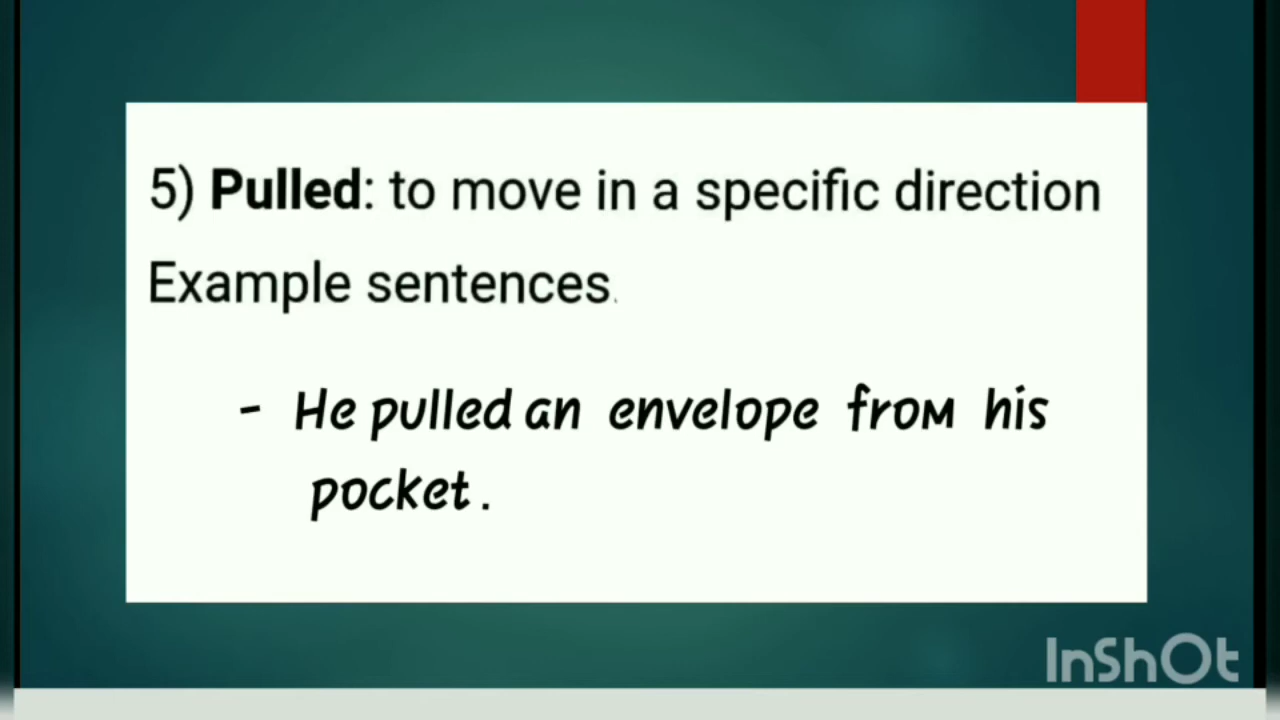 5) Pulled: to move in a specific direction
Example sentences.
- He pulled an envelope from his
pocket.
InShOt